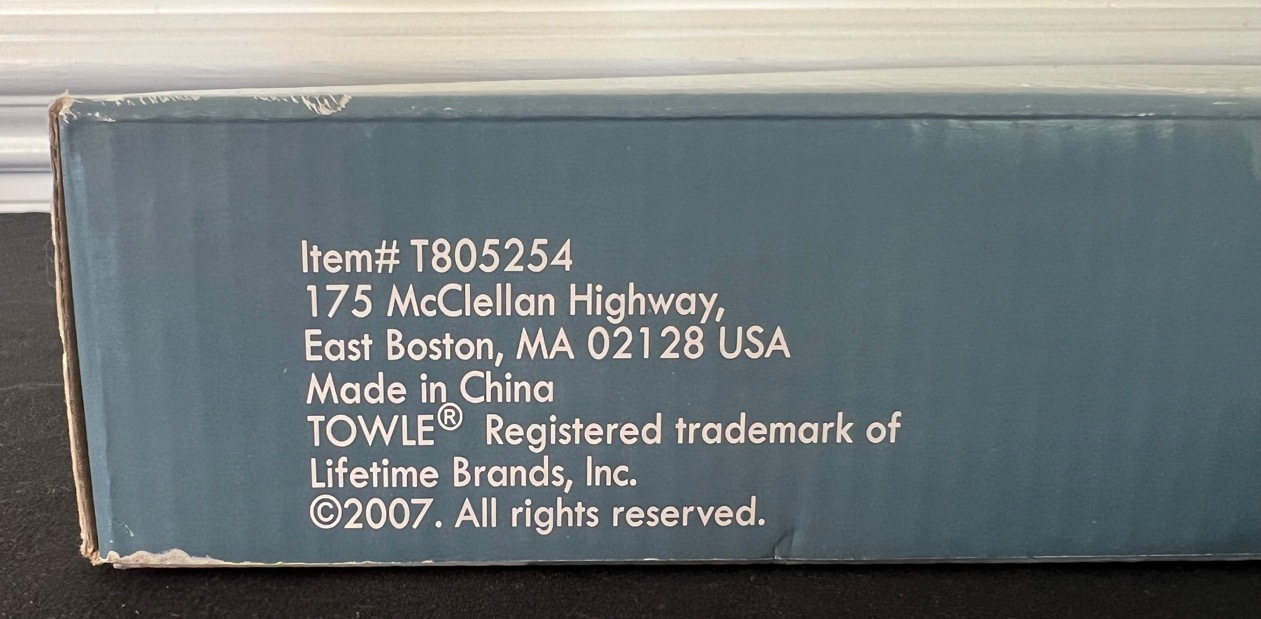 Item# T805254
175 McClellan Highway,
East Boston, MA 02128 USA
Made in China
TOWLE® Registered trademark of
Lifetime Brands, Inc.
©2007. All rights reserved.